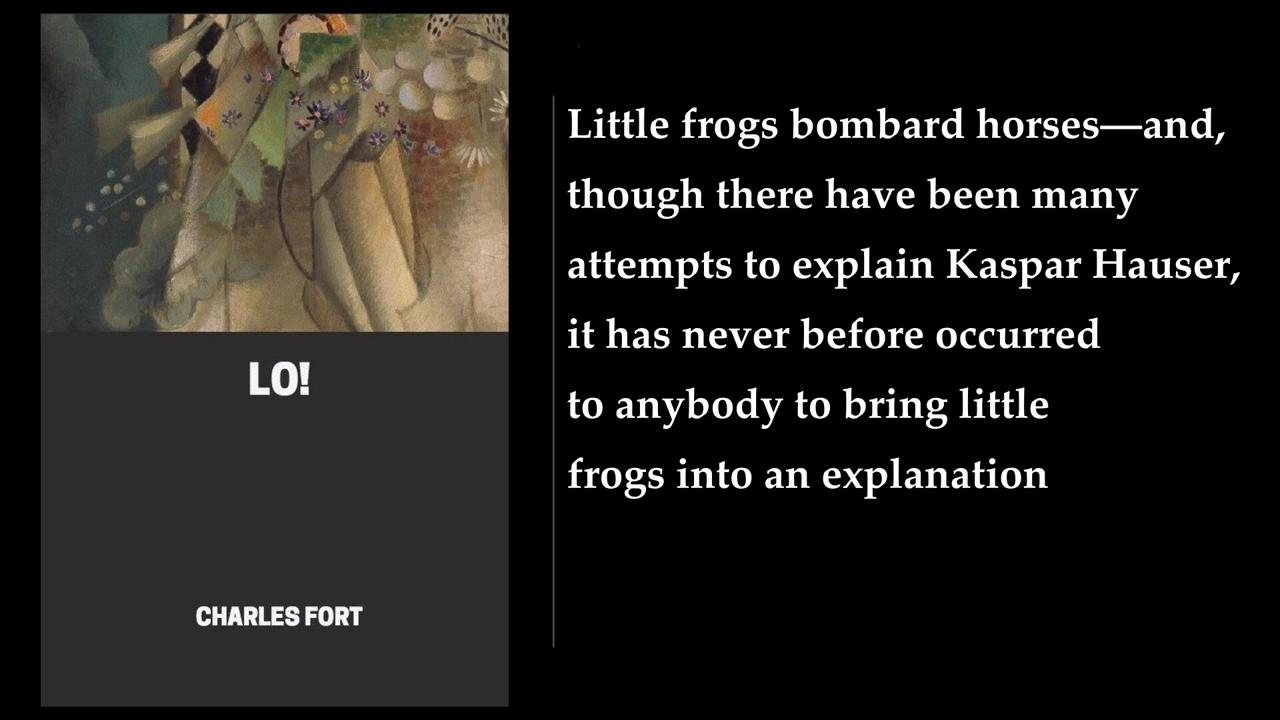 LO!
CHARLES FORT
Little frogs bombard horses—and,
though there have been many
attempts to explain Kaspar Hauser,
it has never before occurred
to anybody to bring little
frogs into an explanation